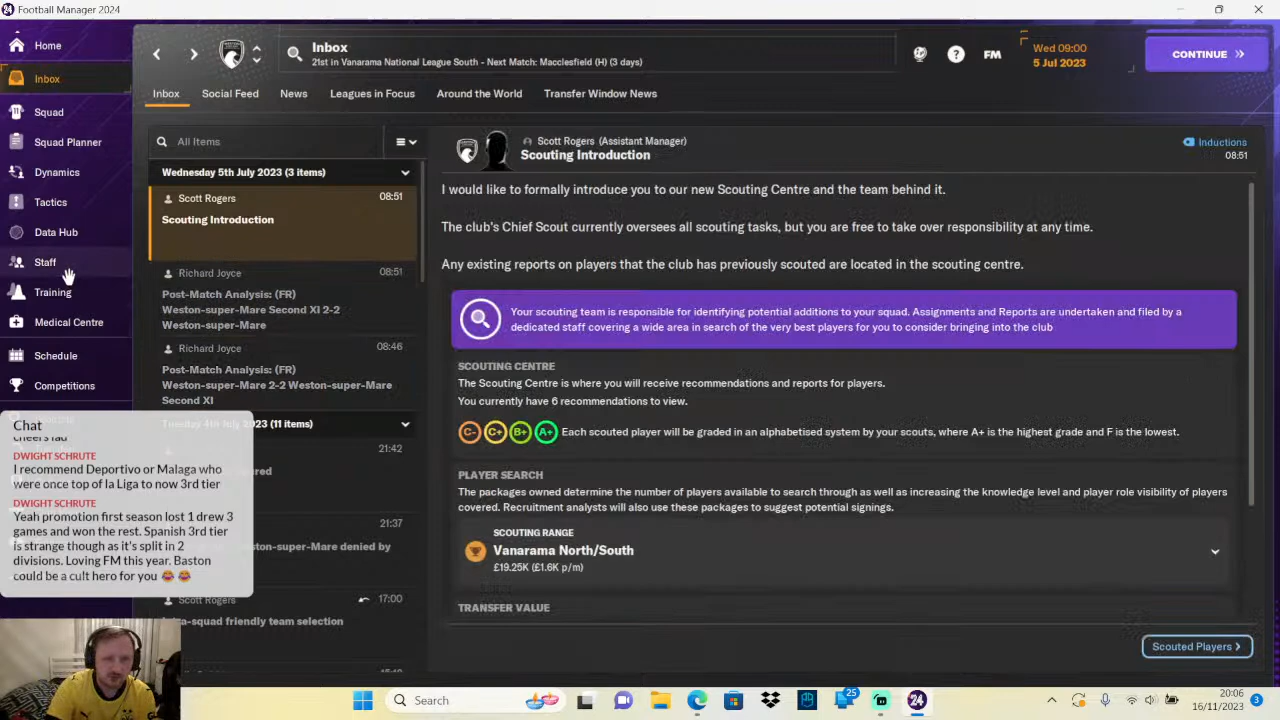 Football Manager 2024
Home
Inbox
Squad
Squad Planner
Dynamics
Tactics
Data Hub
Staff
Training
Medical Centre
Schedule
Competitions
Inbox
21st in Vanarama National League South - Next Match: Macclesfield (H) (3 days)
FM
Wed 09:00
5 Jul 2023
CONTINUE
Inbox
Social Feed
News
Leagues in Focus
Around the World
Transfer Window News
All Items
Wednesday 5th July 2023 (3 items)
Scott Rogers
08:51
Scouting Introduction
Richard Joyce
08:51
Post-Match Analysis: (FR)
Weston-super-Mare Second XI 2-2
Weston-super-Mare
Richard Joyce
08:46
Post-Match Analysis: (FR)
Weston-super-Mare 2-2 Weston-super-Mare
Second XI
Tuesday 4th July 2023 (11 items)
21:42
21:37
ston-super-Mare denied by
Scott Rogers
17:00
Intra-squad friendly team selection
Chat
Cheers lad
DWIGHT SCHRUTE
I recommend Deportivo or Malaga who
were once top of la Liga to now 3rd tier
DWIGHT SCHRUTE
Yeah promotion first season lost 1 drew 3
games and won the rest. Spanish 3rd tier
is strange though as it's split in 2
divisions. Loving FM this year. Baston
could be a cult hero for you 😂 😂
Scott Rogers (Assistant Manager)
Scouting Introduction
Inductions
08:51
I would like to formally introduce you to our new Scouting Centre and the team behind it.
The club's Chief Scout currently oversees all scouting tasks, but you are free to take over responsibility at any time.
Any existing reports on players that the club has previously scouted are located in the scouting centre.
Your scouting team is responsible for identifying potential additions to your squad. Assignments and Reports are undertaken and filed by a
dedicated staff covering a wide area in search of the very best players for you to consider bringing into the club
SCOUTING CENTRE
The Scouting Centre is where you will receive recommendations and reports for players.
You currently have 6 recommendations to view.
C- C+ B+ A+ Each scouted player will be graded in an alphabetised system by your scouts, where A+ is the highest grade and F is the lowest.
PLAYER SEARCH
The packages owned determine the number of players available to search through as well as increasing the knowledge level and player role visibility of players
covered. Recruitment analysts will also use these packages to suggest potential signings.
SCOUTING RANGE
Vanarama North/South
£19.25K (£1.6K p/m)
TRANSFER VALUE
Scouted Players
Search
25
24
20:06
16/11/2023
3